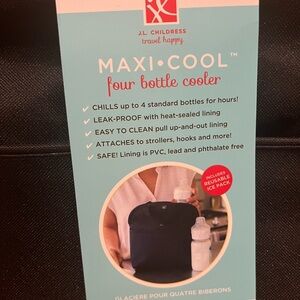 J.L. CHILDRESS
travel happy.
MAXI•COOL™
four bottle cooler
✓ CHILLS up to 4 standard bottles for hours!
✓ LEAK-PROOF with heat-sealed lining
✓ EASY TO CLEAN pull up-and-out lining
✓ ATTACHES to strollers, hooks and more!
✓ SAFE! Lining is PVC, lead and phthalate free
INCLUDES
REUSABLE
ICE PACK
GLACIÈRE POUR QUATRE BIBERONS